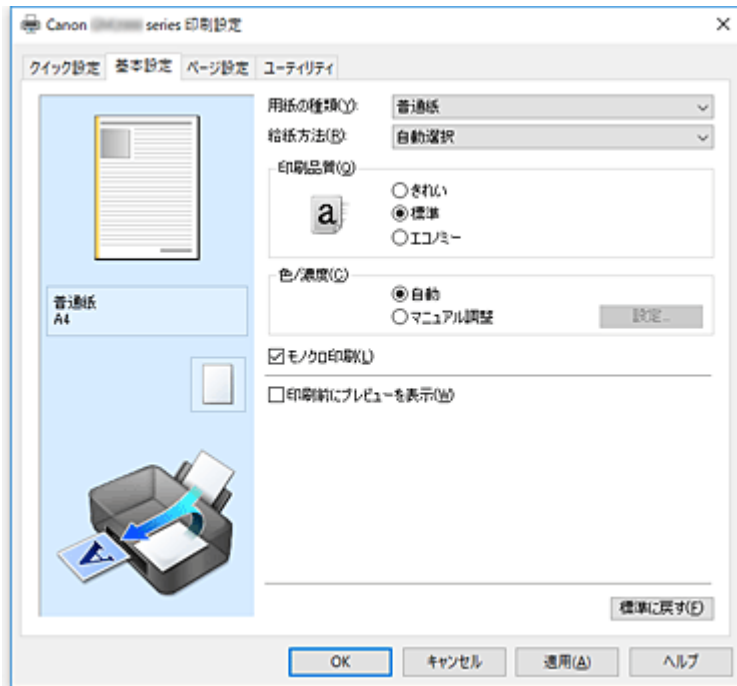 Canon series 印刷設定
クイック設定 基本設定 ページ設定 ユーティリティ
用紙の種類(Y): 普通紙
給紙方法(R): 自動選択
印刷品質(Q)
きれい
標準
エコノミー
a
色/濃度(C)
自動
マニュアル調整
設定...
普通紙
A4
モノクロ印刷(L)
印刷前にプレビューを表示(W)
A
標準に戻す(F)
OK キャンセル 適用(A) ヘルプ